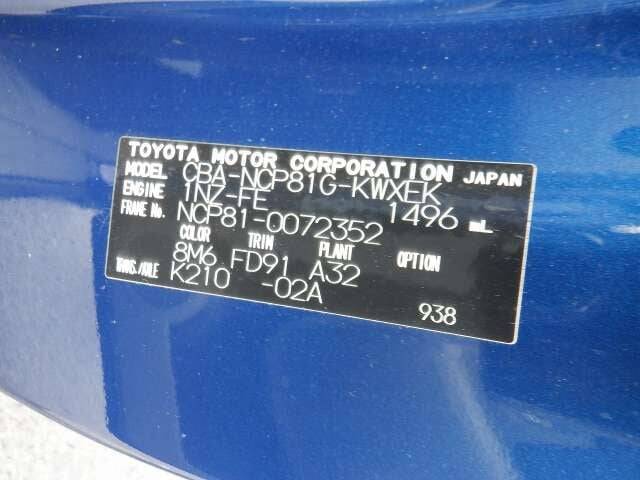 TOYOTA MOTOR CORPORATION JAPAN
MODEL CBA-NCP81G-KWXEK
ENGINE 1NZ-FE 1496 mL
FRAME No. NCP81-0072352
COLOR TRIM PLANT OPTION
8M6 FD91 A32
TRANS./AXLE K210 -02A
938